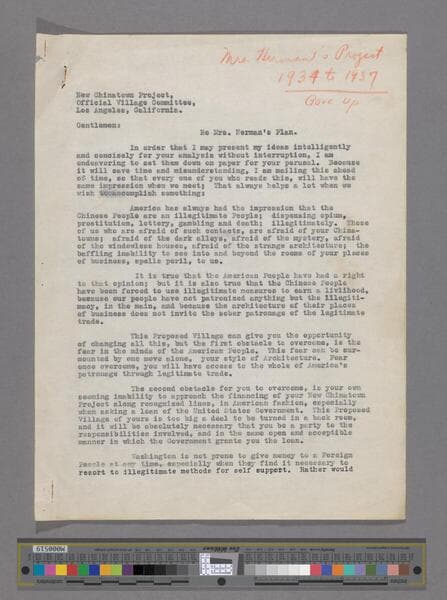 Mrs. Herman's Project
1934 to 1937
Gave up
New Chinatown Project,
Official Village Committee,
Los Angeles, California.
Gentlemen:
Re Mrs. Herman's Plan.
In order that I may present my ideas intelligently
and concisely for your analysis without interruption, I am
endeavoring to set them down on paper for your perusal. Because
it will save time and misunderstanding, I am mailing this ahead
of time, so that every one of you who reads this, will have the
same impression when we meet; That always helps a lot when we
wish to accomplish something;
America has always had the impression that the
Chinese People are an illegitimate People; dispensing opium,
prostitution, lottery, gambling and death; illegitimately. Those
of us who are afraid of such contacts, are afraid of your China-
towns; afraid of the dark alleys, afraid of the mystery, afraid
of the windowless houses, afraid of the strange architecture; the
baffling inability to see into and beyond the rooms of your places
of business, spells peril, to us.
It is true that the American People have had a right
to that opinion; but it is also true that the Chinese People
have been forced to use illegitimate measures to earn a livlihood,
because our people have not patronized anything but the illegiti-
macy, in the main, and because the architecture of their places
of business does not invite the sober patronage of the legitimate
trade.
This Proposed Village can give you the opportunity
of changing all this, but the first obstacle to overcome, is the
fear in the minds of the American People. This fear can be sur-
mounted by one move alone, your style of Architecture. Fear
once overcome, you will have access to the whole of America's
patronage through legitimate trade.
The second obstacle for you to overcome, is your own
seeming inability to approach the financing of your New Chinatown
Project along recognized lines, in American fashion, especially
when asking a loan of the United States Government. This Proposed
Village of yours is too big a deal to be turned in a back room,
and it will be absolutely necessary that you be a party to the
responsibilities involved, and in the same open and acceptible
manner in which the Government grants you the loan.
Washington is not prone to give money to a Foreign
People at any time, especially when they find it necessary to
resort to illegitimate methods for self support. Rather would
M000519